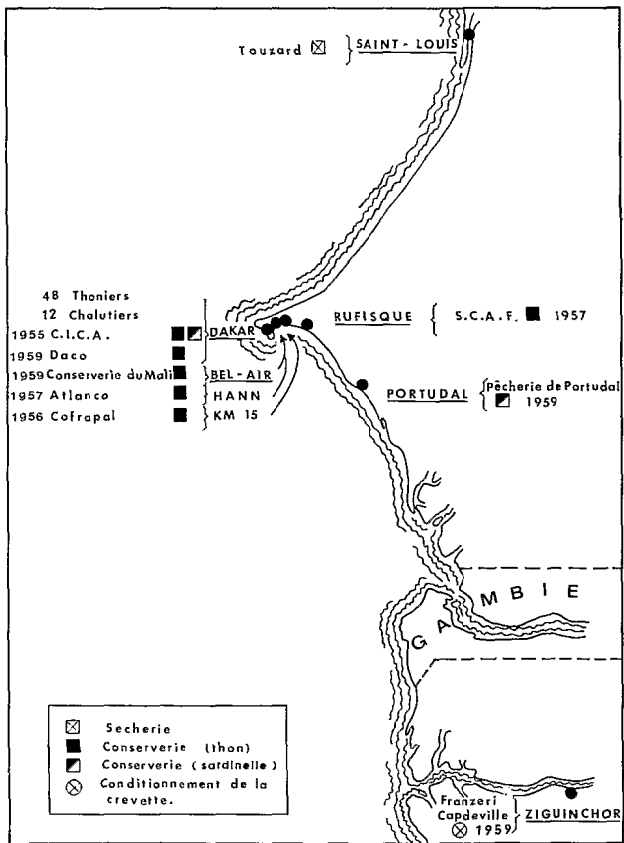 Touzard SAINT-LOUIS
48 Thoniers
12 Chalutiers
1955 C.I.C.A. DAKAR
1959 Daco
1959 Conserverie du Mali BEL-AIR
1957 Atlanco HANN
1956 Cofrapal KM 15
RUFISQUE S.C.A.F. 1957
PORTUDAL Pêcherie de Portudal
1959
GAMBIE
Secherie
Conserverie (thon)
Conserverie (sardinelle)
Conditionnement de la
crevette.
Franzeri
Capdeville ZIGUINCHOR
1959